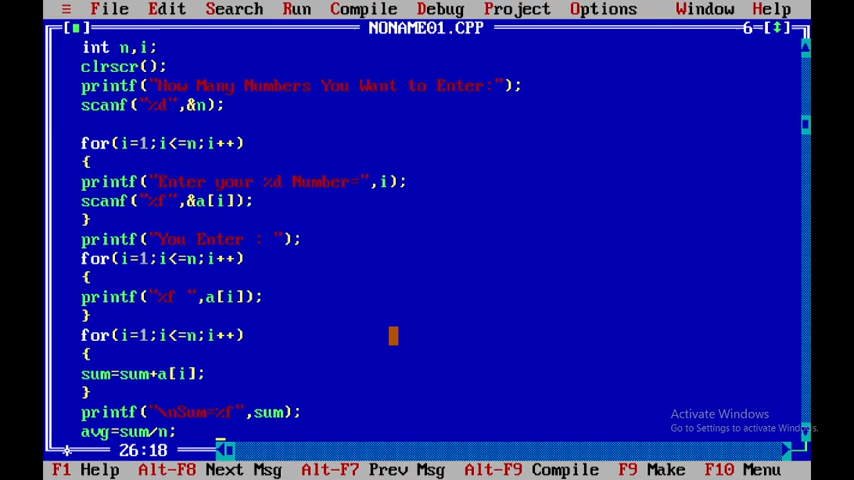 ≡ File Edit Search Run Compile Debug Project Options Window Help
[■] NONAME01.CPP 6=[↕]
int n,i;
clrscr();
printf("How Many Numbers You Want to Enter:");
scanf("%d",&n);
for(i=1;i<=n;i++)
{
printf("Enter your %d Number=",i);
scanf("%f",&a[i]);
}
printf("You Enter : ");
for(i=1;i<=n;i++)
{
printf("%f ",a[i]);
}
for(i=1;i<=n;i++)
{
sum=sum+a[i];
}
printf("\nSum=%f",sum);
avg=sum/n;
Activate Windows
Go to Settings to activate Windows.
26:18
F1 Help Alt-F8 Next Msg Alt-F7 Prev Msg Alt-F9 Compile F9 Make F10 Menu